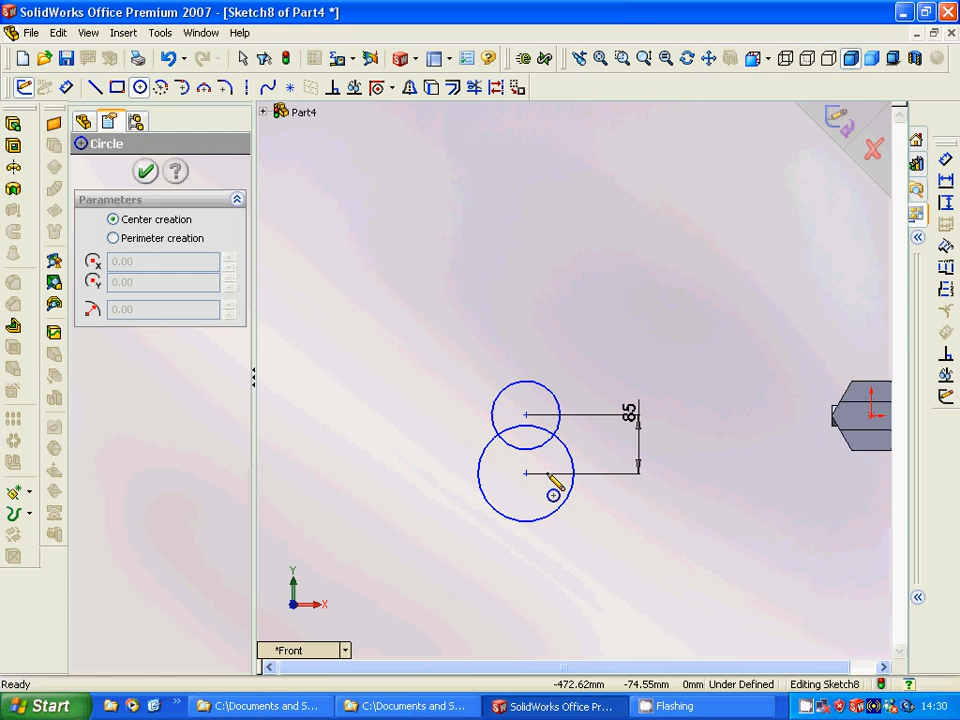 SolidWorks Office Premium 2007 - [Sketch8 of Part4 *]
File Edit View Insert Tools Window Help
Part4
Circle
Parameters
Center creation
Perimeter creation
0.00
0.00
0.00
85
Y
X
*Front
Ready
-472.62mm -74.55mm 0mm Under Defined Editing Sketch8
Start
C:\Documents and S...
C:\Documents and S...
SolidWorks Office Pr...
Flashing
14:30